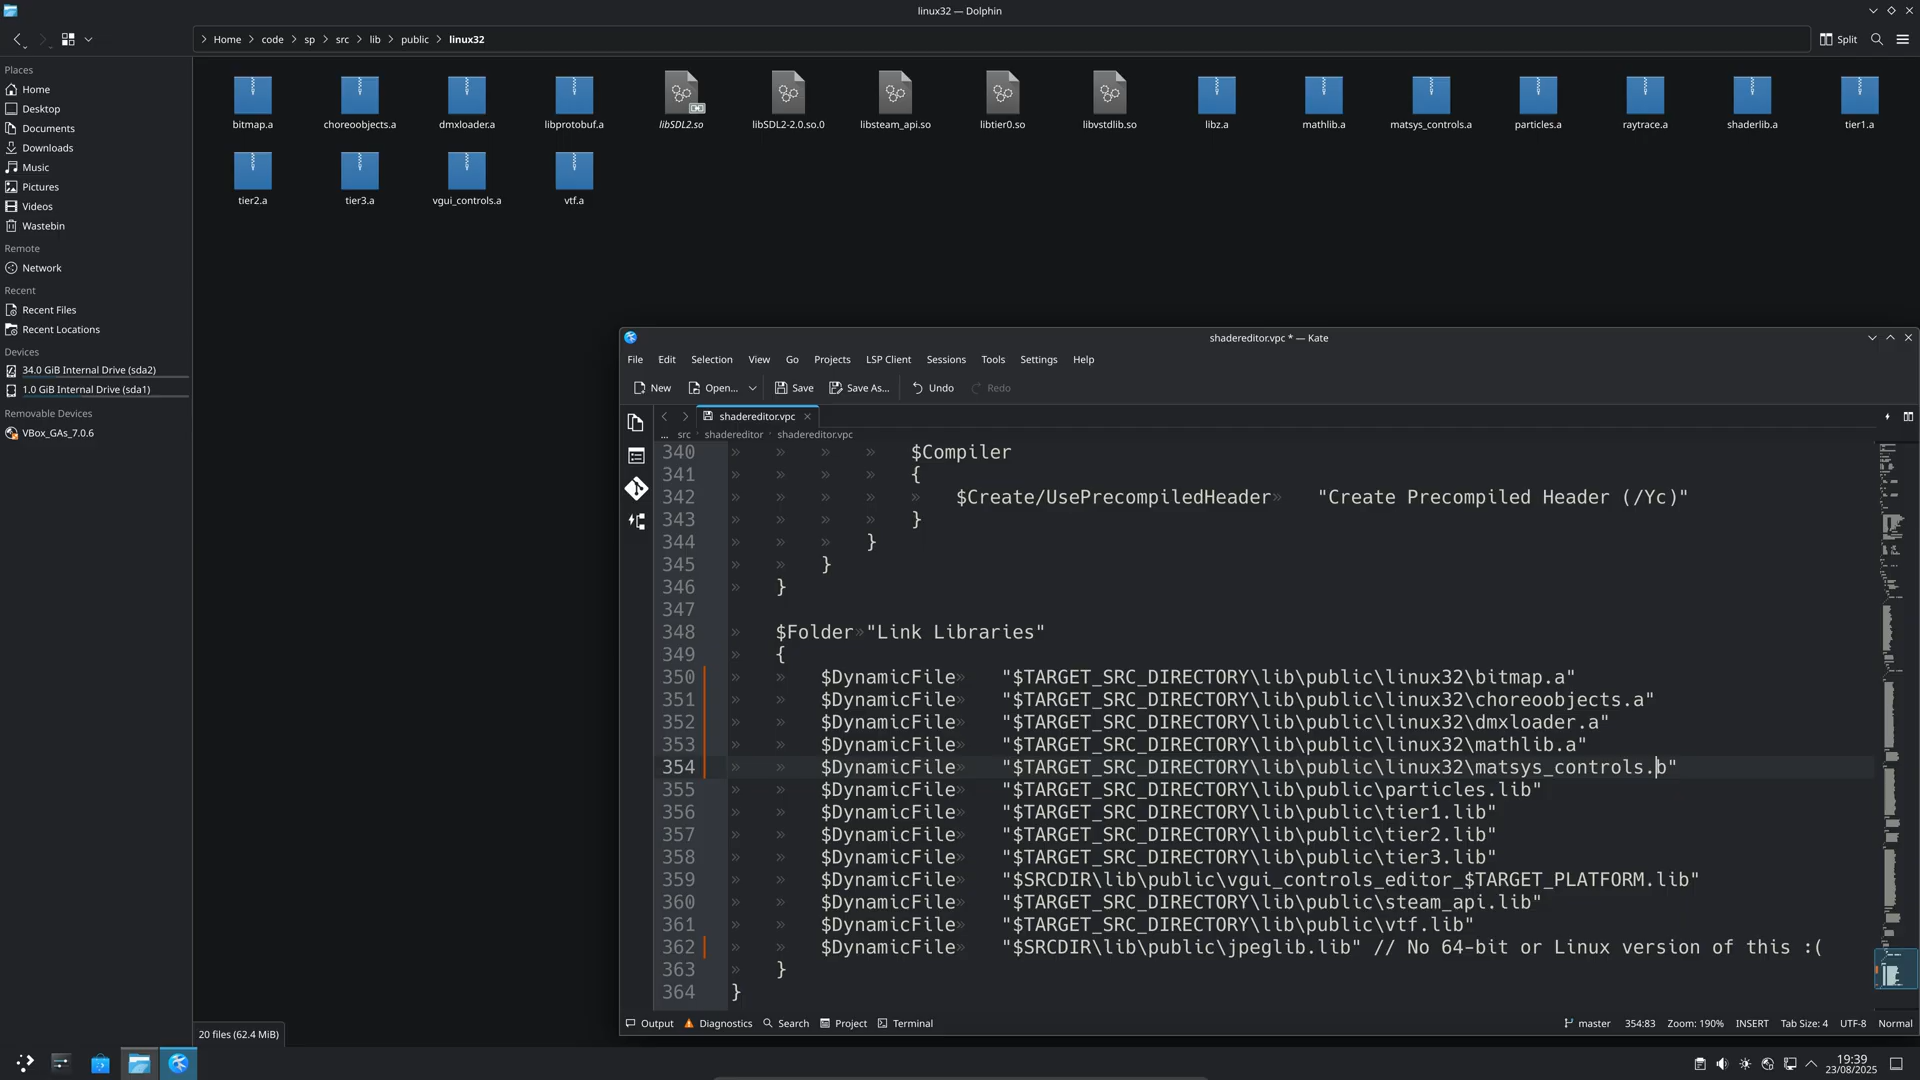 linux32 — Dolphin
Home
code
sp
src
lib
public
linux32
Split
Places
Home
Desktop
Documents
Downloads
Music
Pictures
Videos
Wastebin
Remote
Network
Recent
Recent Files
Recent Locations
Devices
34.0 GiB Internal Drive (sda2)
1.0 GiB Internal Drive (sda1)
Removable Devices
VBox_GAs_7.0.6
bitmap.a
choreoobjects.a
dmxloader.a
libprotobuf.a
libSDL2.so
libSDL2-2.0.so.0
libsteam_api.so
libtier0.so
libvstdlib.so
libz.a
mathlib.a
matsys_controls.a
particles.a
raytrace.a
shaderlib.a
tier1.a
tier2.a
tier3.a
vgui_controls.a
vtf.a
20 files (62.4 MiB)
shadereditor.vpc * — Kate
File Edit Selection View Go Projects LSP Client Sessions Tools Settings Help
New Open... Save Save As... Undo Redo
shadereditor.vpc
... src shadereditor shadereditor.vpc
340 $Compiler
341 {
342 $Create/UsePrecompiledHeader "Create Precompiled Header (/Yc)"
343 }
344 }
345 }
346 }
347
348 $Folder "Link Libraries"
349 {
350 $DynamicFile "$TARGET_SRC_DIRECTORY\lib\public\linux32\bitmap.a"
351 $DynamicFile "$TARGET_SRC_DIRECTORY\lib\public\linux32\choreoobjects.a"
352 $DynamicFile "$TARGET_SRC_DIRECTORY\lib\public\linux32\dmxloader.a"
353 $DynamicFile "$TARGET_SRC_DIRECTORY\lib\public\linux32\mathlib.a"
354 $DynamicFile "$TARGET_SRC_DIRECTORY\lib\public\linux32\matsys_controls.b"
355 $DynamicFile "$TARGET_SRC_DIRECTORY\lib\public\particles.lib"
356 $DynamicFile "$TARGET_SRC_DIRECTORY\lib\public\tier1.lib"
357 $DynamicFile "$TARGET_SRC_DIRECTORY\lib\public\tier2.lib"
358 $DynamicFile "$TARGET_SRC_DIRECTORY\lib\public\tier3.lib"
359 $DynamicFile "$SRCDIR\lib\public\vgui_controls_editor_$TARGET_PLATFORM.lib"
360 $DynamicFile "$TARGET_SRC_DIRECTORY\lib\public\steam_api.lib"
361 $DynamicFile "$TARGET_SRC_DIRECTORY\lib\public\vtf.lib"
362 $DynamicFile "$SRCDIR\lib\public\jpeglib.lib" // No 64-bit or Linux version of this :(
363 }
364 }
Output Diagnostics Search Project Terminal
master 354:83 Zoom: 190% INSERT Tab Size: 4 UTF-8 Normal
19:39
23/08/2025